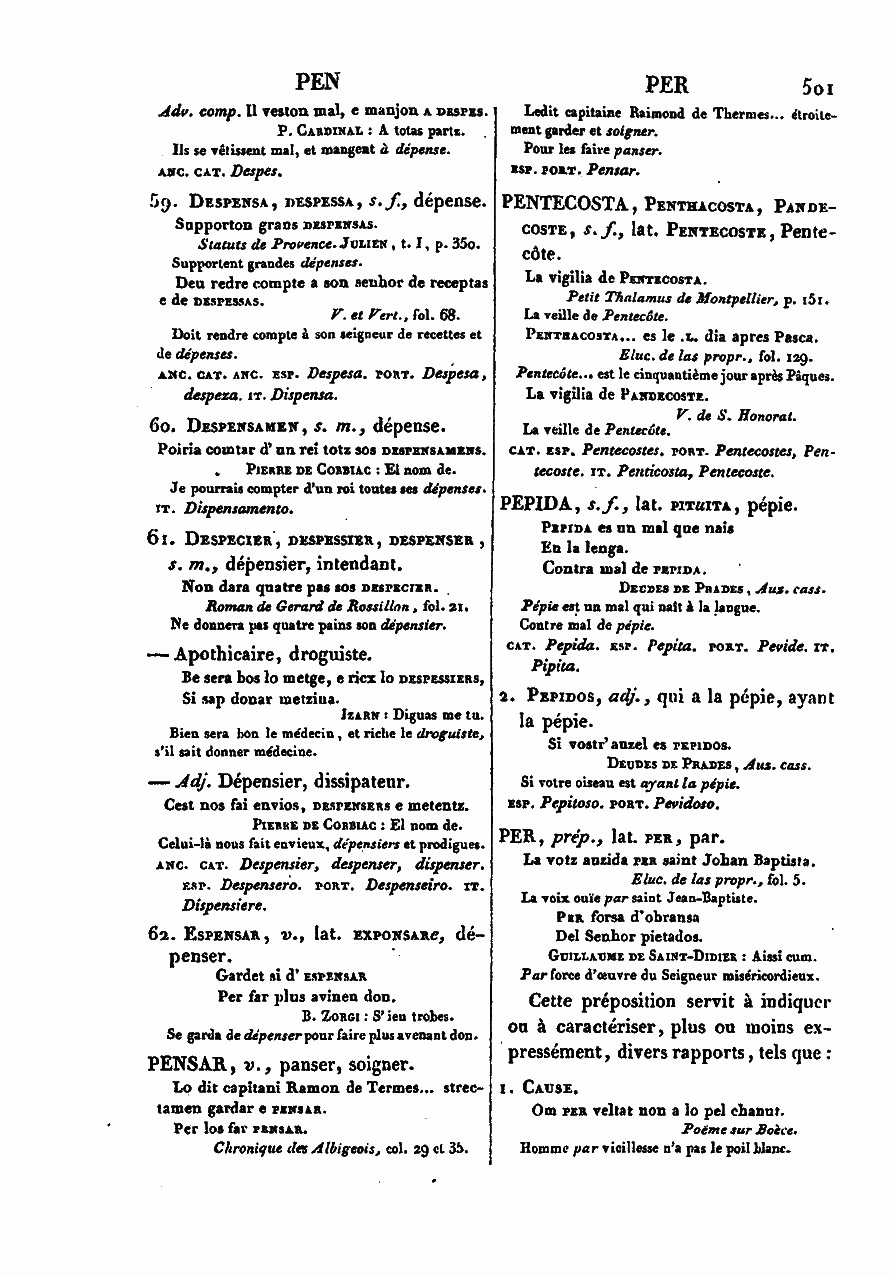 PEN
PER 501
Adv. comp. Il veston mal, e manjon A DESPES.
P. CARDINAL : A totas partz.
Ils se vêtissent mal, et mangent à dépense.
ANC. CAT. Despes.
59. DESPENSA, DESPESSA, s. f., dépense.
Supporton grans DESPENSAS.
Statuts de Provence. JULIEN, t. I, p. 350.
Supportent grandes dépenses.
Deu redre compte a son senhor de receptas
e de DESPESSAS.
V. et Vert., fol. 68.
Doit rendre compte à son seigneur de recettes et
de dépenses.
ANC. CAT. ANC. ESP. Despesa. PORT. Despesa,
despeza. IT. Dispensa.
60. DESPENSAMEN, s. m., dépense.
Poiria comtar d'un rei totz sos DESPENSAMENS.
PIERRE DE CORBIAC : El nom de.
Je pourrais compter d'un roi toutes ses dépenses.
IT. Dispensamento.
61. DESPECIER, DESPESSIER, DESPENSER,
s. m., dépensier, intendant.
Non dara quatre pas sos DESPECIER.
Roman de Gerard de Rossillon, fol. 21.
Ne donnera pas quatre pains son dépensier.
— Apothicaire, droguiste.
Be sera bos lo metge, e ricx lo DESPESSIERS,
Si sap donar metzina.
IZARN : Diguas me tu.
Bien sera bon le médecin, et riche le droguiste,
s'il sait donner médecine.
— Adj. Dépensier, dissipateur.
Cest nos fai envios, DESPENSERS e metentz.
PIERRE DE CORBIAC : El nom de.
Celui-là nous fait envieux, dépensiers et prodigues.
ANC. CAT. Despensier, despenser, dispenser.
ESP. Despensero. PORT. Despenseiro. IT.
Dispensiere.
62. ESPENSAR, v., lat. EXPONSARe, dé-
penser.
Gardet si d'ESPENSAR
Per far plus avinen don.
B. ZORGI : S'ieu trobes.
Se garda de dépenser pour faire plus avenant don.
PENSAR, v., panser, soigner.
Lo dit capitani Ramon de Termes... strec-
tamen gardar e PENSAR.
Per los far PENSAR.
Chronique des Albigeois, col. 29 et 35.
Ledit capitaine Raimond de Thermes... étroite-
ment garder et soigner.
Pour les faire panser.
ESP. PORT. Pensar.
PENTECOSTA, PENTHACOSTA, PANDE-
COSTE, s. f., lat. PENTECOSTE, Pente-
côte.
La vigilia de PENTECOSTA.
Petit Thalamus de Montpellier, p. 151.
La veille de Pentecôte.
PENTHACOSTA... es le .L. dia apres Pasca.
Eluc. de las propr., fol. 129.
Pentecôte... est le cinquantième jour après Pâques.
La vigilia de PANDECOSTE.
V. de S. Honorat.
La veille de Pentecôte.
CAT. ESP. Pentecostes. PORT. Pentecostes, Pen-
tecoste. IT. Penticosta, Pentecoste.
PEPIDA, s. f., lat. PITUITA, pépie.
PEPIDA es un mal que nais
En la lenga.
Contra mal de PEPIDA.
DEUDES DE PRADES, Aus. cass.
Pépie est un mal qui naît à la langue.
Contre mal de pépie.
CAT. Pepida. ESP. Pepita. PORT. Pevide. IT.
Pipita.
2. PEPIDOS, adj., qui a la pépie, ayant
la pépie.
Si vostr'auzel es PEPIDOS.
DEUDES DE PRADES, Aus. cass.
Si votre oiseau est ayant la pépie.
ESP. Pepitoso. PORT. Pevidoso.
PER, prép., lat. PER, par.
La votz auzida PER saint Johan Baptista.
Eluc. de las propr., fol. 5.
La voix ouïe par saint Jean-Baptiste.
PER forsa d'obransa
Del Senhor pietados.
GUILLAUME DE SAINT-DIDIER : Aissi cum.
Par force d'œuvre du Seigneur miséricordieux.
Cette préposition servit à indiquer
ou à caractériser, plus ou moins ex-
pressément, divers rapports, tels que :
1. CAUSE.
Om PER veltat non a lo pel chanut.
Poëme sur Boèce.
Homme par vieillesse n'a pas le poil blanc.